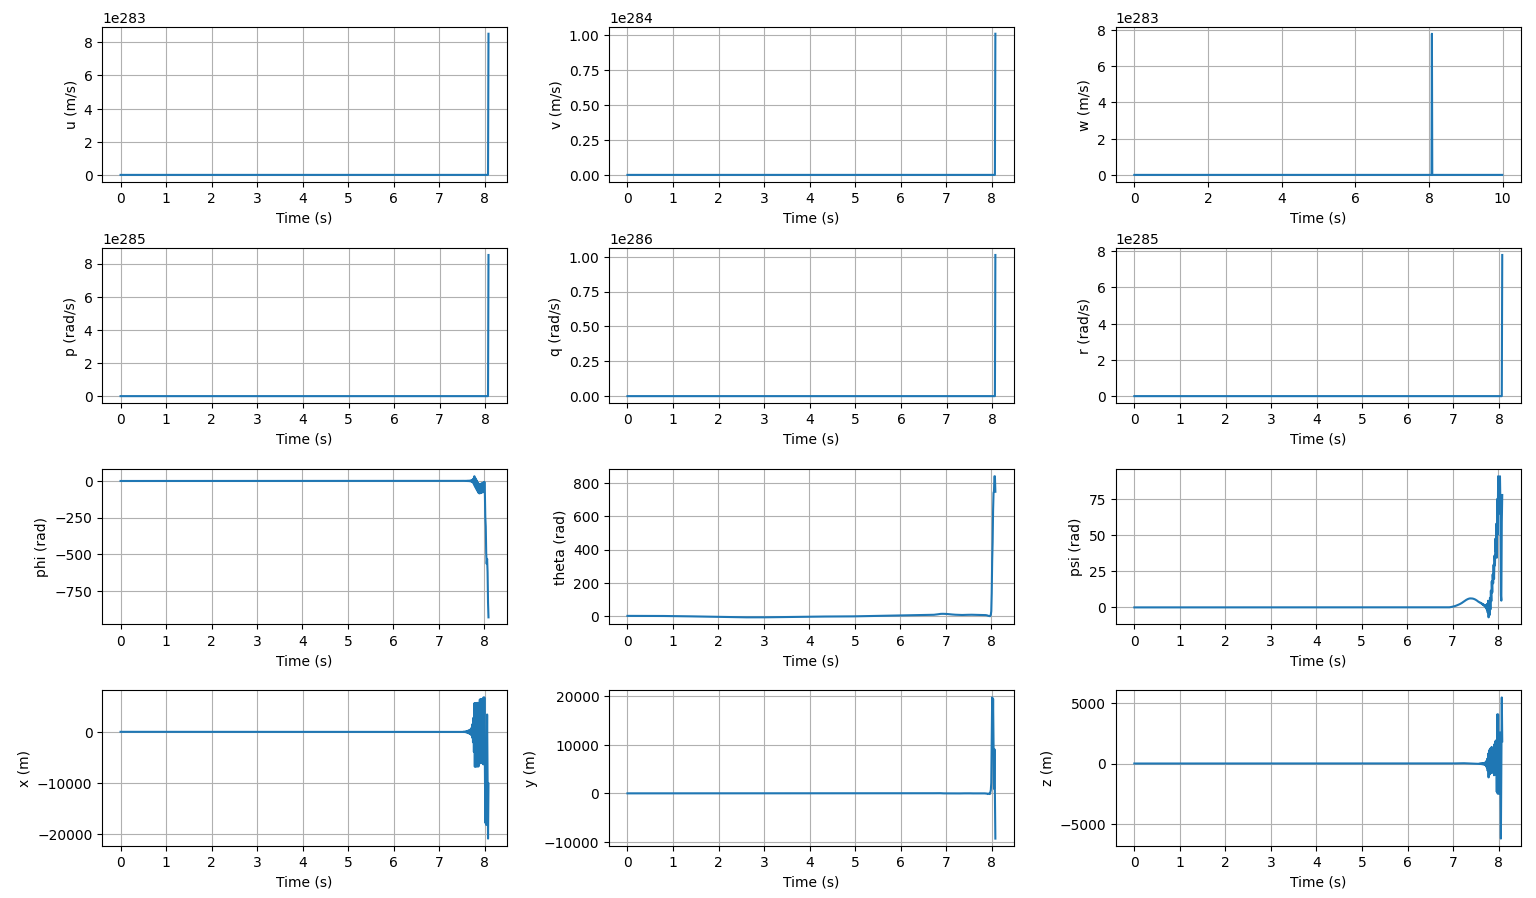 1e283
8
6
4
2
0
u (m/s)
0 1 2 3 4 5 6 7 8
Time (s)
1e284
1.00
0.75
0.50
0.25
0.00
v (m/s)
0 1 2 3 4 5 6 7 8
Time (s)
1e283
8
6
4
2
0
w (m/s)
0 2 4 6 8 10
Time (s)
1e285
8
6
4
2
0
p (rad/s)
0 1 2 3 4 5 6 7 8
Time (s)
1e286
1.00
0.75
0.50
0.25
0.00
q (rad/s)
0 1 2 3 4 5 6 7 8
Time (s)
1e285
8
6
4
2
0
r (rad/s)
0 1 2 3 4 5 6 7 8
Time (s)
0
−250
−500
−750
phi (rad)
0 1 2 3 4 5 6 7 8
Time (s)
800
600
400
200
0
theta (rad)
0 1 2 3 4 5 6 7 8
Time (s)
75
50
25
0
psi (rad)
0 1 2 3 4 5 6 7 8
Time (s)
0
−10000
−20000
x (m)
0 1 2 3 4 5 6 7 8
Time (s)
20000
10000
0
−10000
y (m)
0 1 2 3 4 5 6 7 8
Time (s)
5000
0
−5000
z (m)
0 1 2 3 4 5 6 7 8
Time (s)